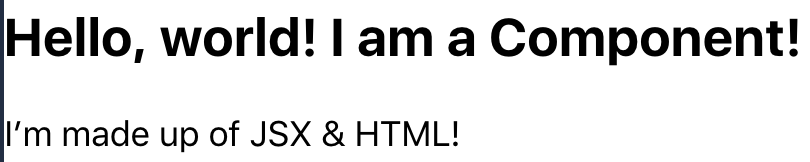 Hello, world! I am a Component!
I’m made up of JSX & HTML!